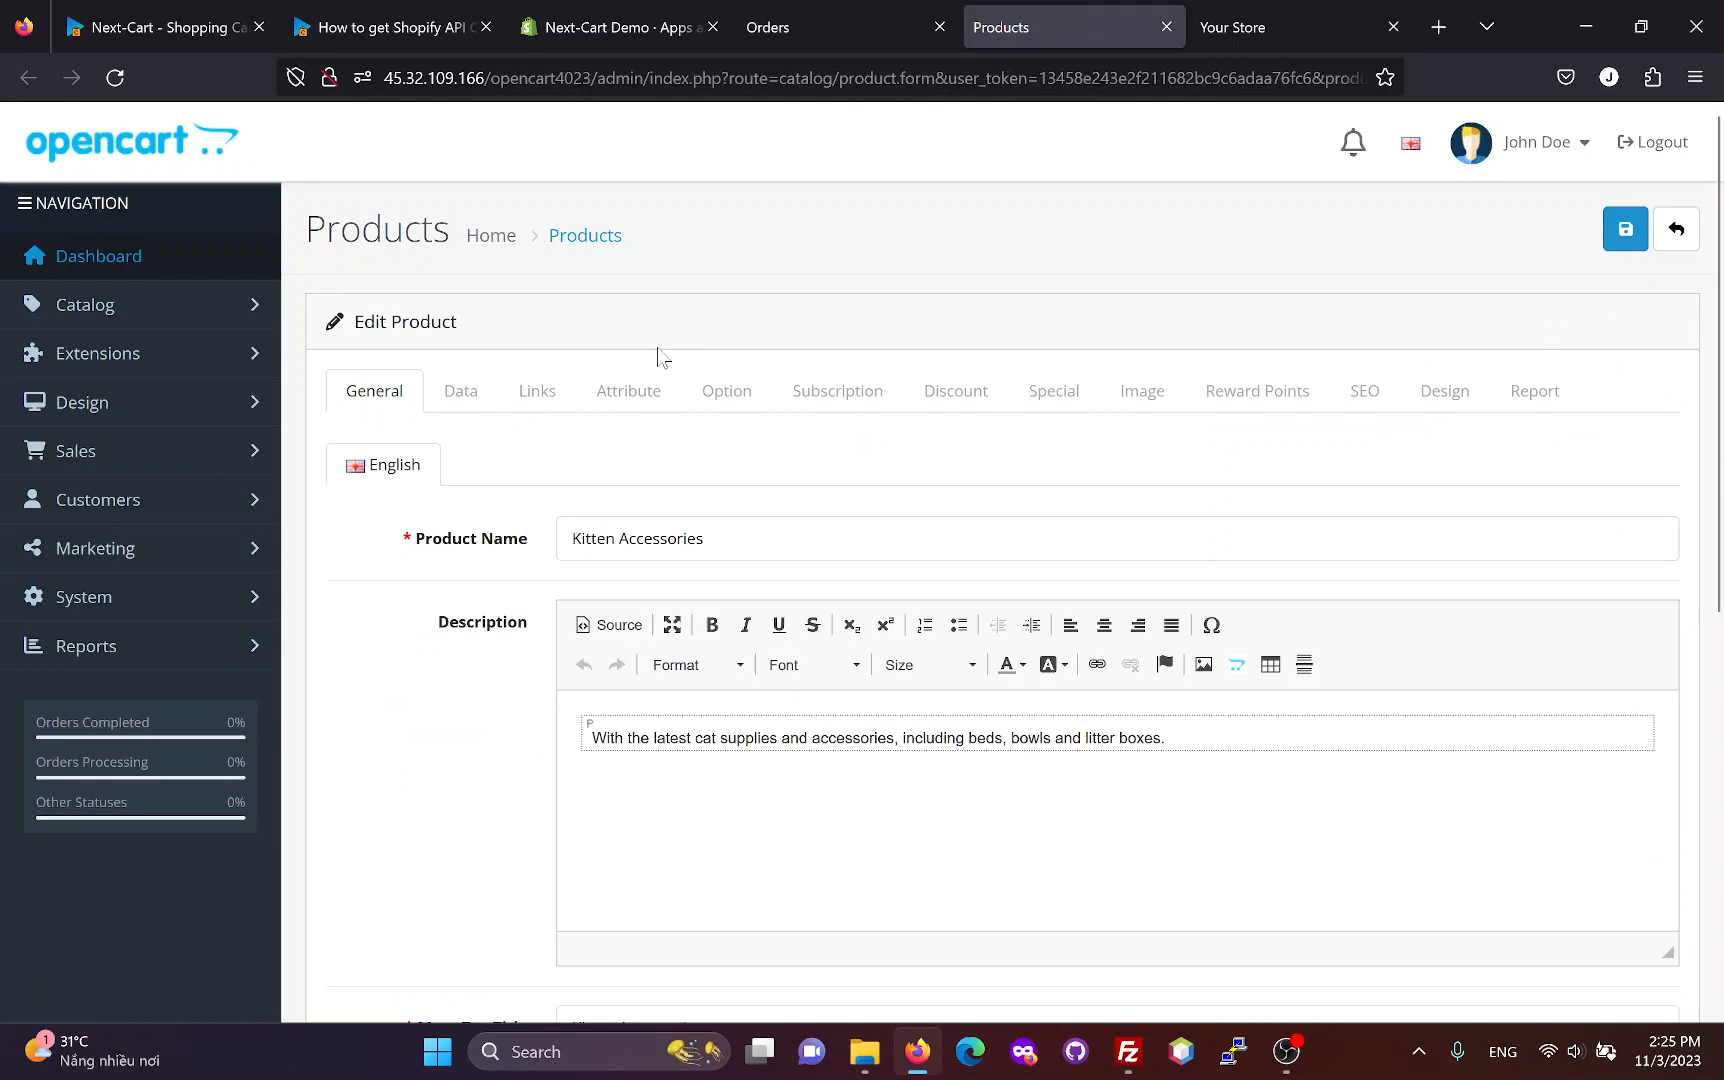 Next-Cart - Shopping Ca
How to get Shopify API C
Next-Cart Demo · Apps a
Orders
Products
Your Store
45.32.109.166/opencart4023/admin/index.php?route=catalog/product.form&user_token=13458e243e2f211682bc9c6adaa76fc6&prod
J
opencart
John Doe
Logout
NAVIGATION
Dashboard
Catalog
Extensions
Design
Sales
Customers
Marketing
System
Reports
Orders Completed 0%
Orders Processing 0%
Other Statuses 0%
Products Home > Products
Edit Product
General Data Links Attribute Option Subscription Discount Special Image Reward Points SEO Design Report
English
* Product Name Kitten Accessories
Description
Source B I U S x₂ x² Ω
Format Font Size A A
P
With the latest cat supplies and accessories, including beds, bowls and litter boxes.
1
31°C
Nắng nhiều nơi
Search
Fz
ENG
2:25 PM
11/3/2023